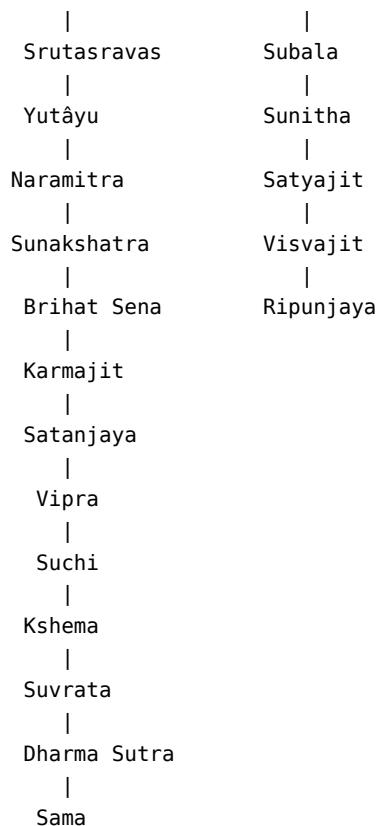 |                  |
 Srutasravas        Subala
     |                  |
 Yutâyu             Sunitha
     |                  |
Naramitra           Satyajit
     |                  |
Sunakshatra         Visvajit
     |                  |
 Brihat Sena        Ripunjaya
     |
 Karmajit
     |
 Satanjaya
     |
  Vipra
     |
  Suchi
     |
 Kshema
     |
 Suvrata
     |
 Dharma Sutra
     |
  Sama